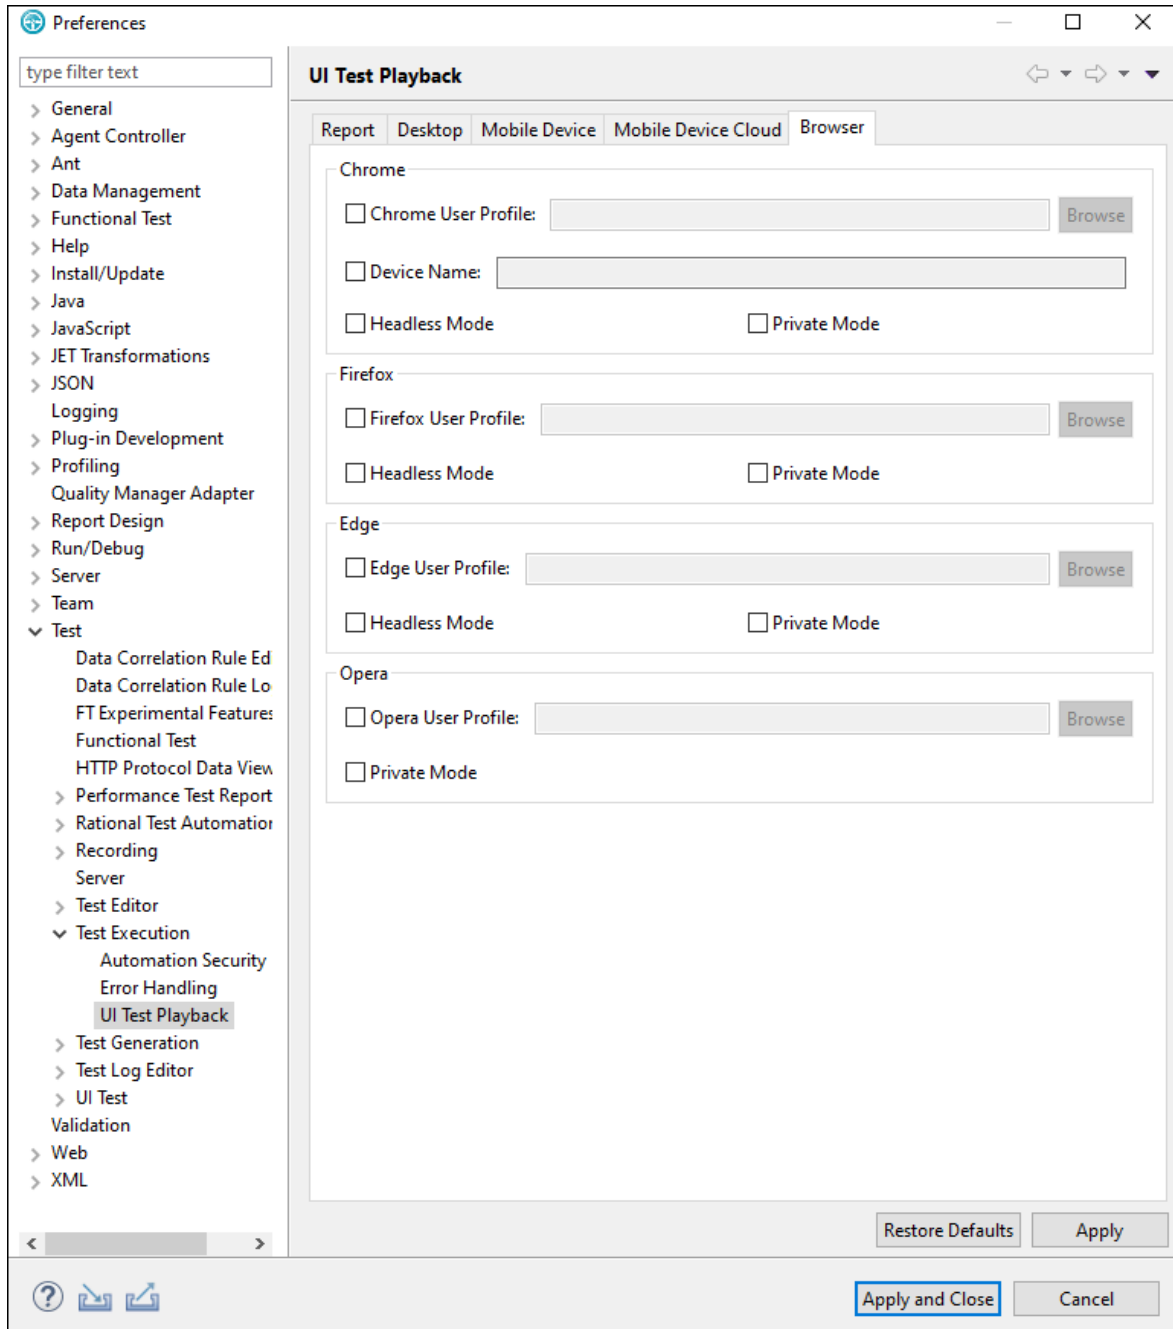 Preferences
type filter text
General
Agent Controller
Ant
Data Management
Functional Test
Help
Install/Update
Java
JavaScript
JET Transformations
JSON
Logging
Plug-in Development
Profiling
Quality Manager Adapter
Report Design
Run/Debug
Server
Team
Test
Data Correlation Rule Ed
Data Correlation Rule Lo
FT Experimental Features
Functional Test
HTTP Protocol Data View
Performance Test Report
Rational Test Automation
Recording
Server
Test Editor
Test Execution
Automation Security
Error Handling
UI Test Playback
Test Generation
Test Log Editor
UI Test
Validation
Web
XML
UI Test Playback
Report Desktop Mobile Device Mobile Device Cloud Browser
Chrome
Chrome User Profile: Browse
Device Name:
Headless Mode Private Mode
Firefox
Firefox User Profile: Browse
Headless Mode Private Mode
Edge
Edge User Profile: Browse
Headless Mode Private Mode
Opera
Opera User Profile: Browse
Private Mode
Restore Defaults Apply
Apply and Close Cancel